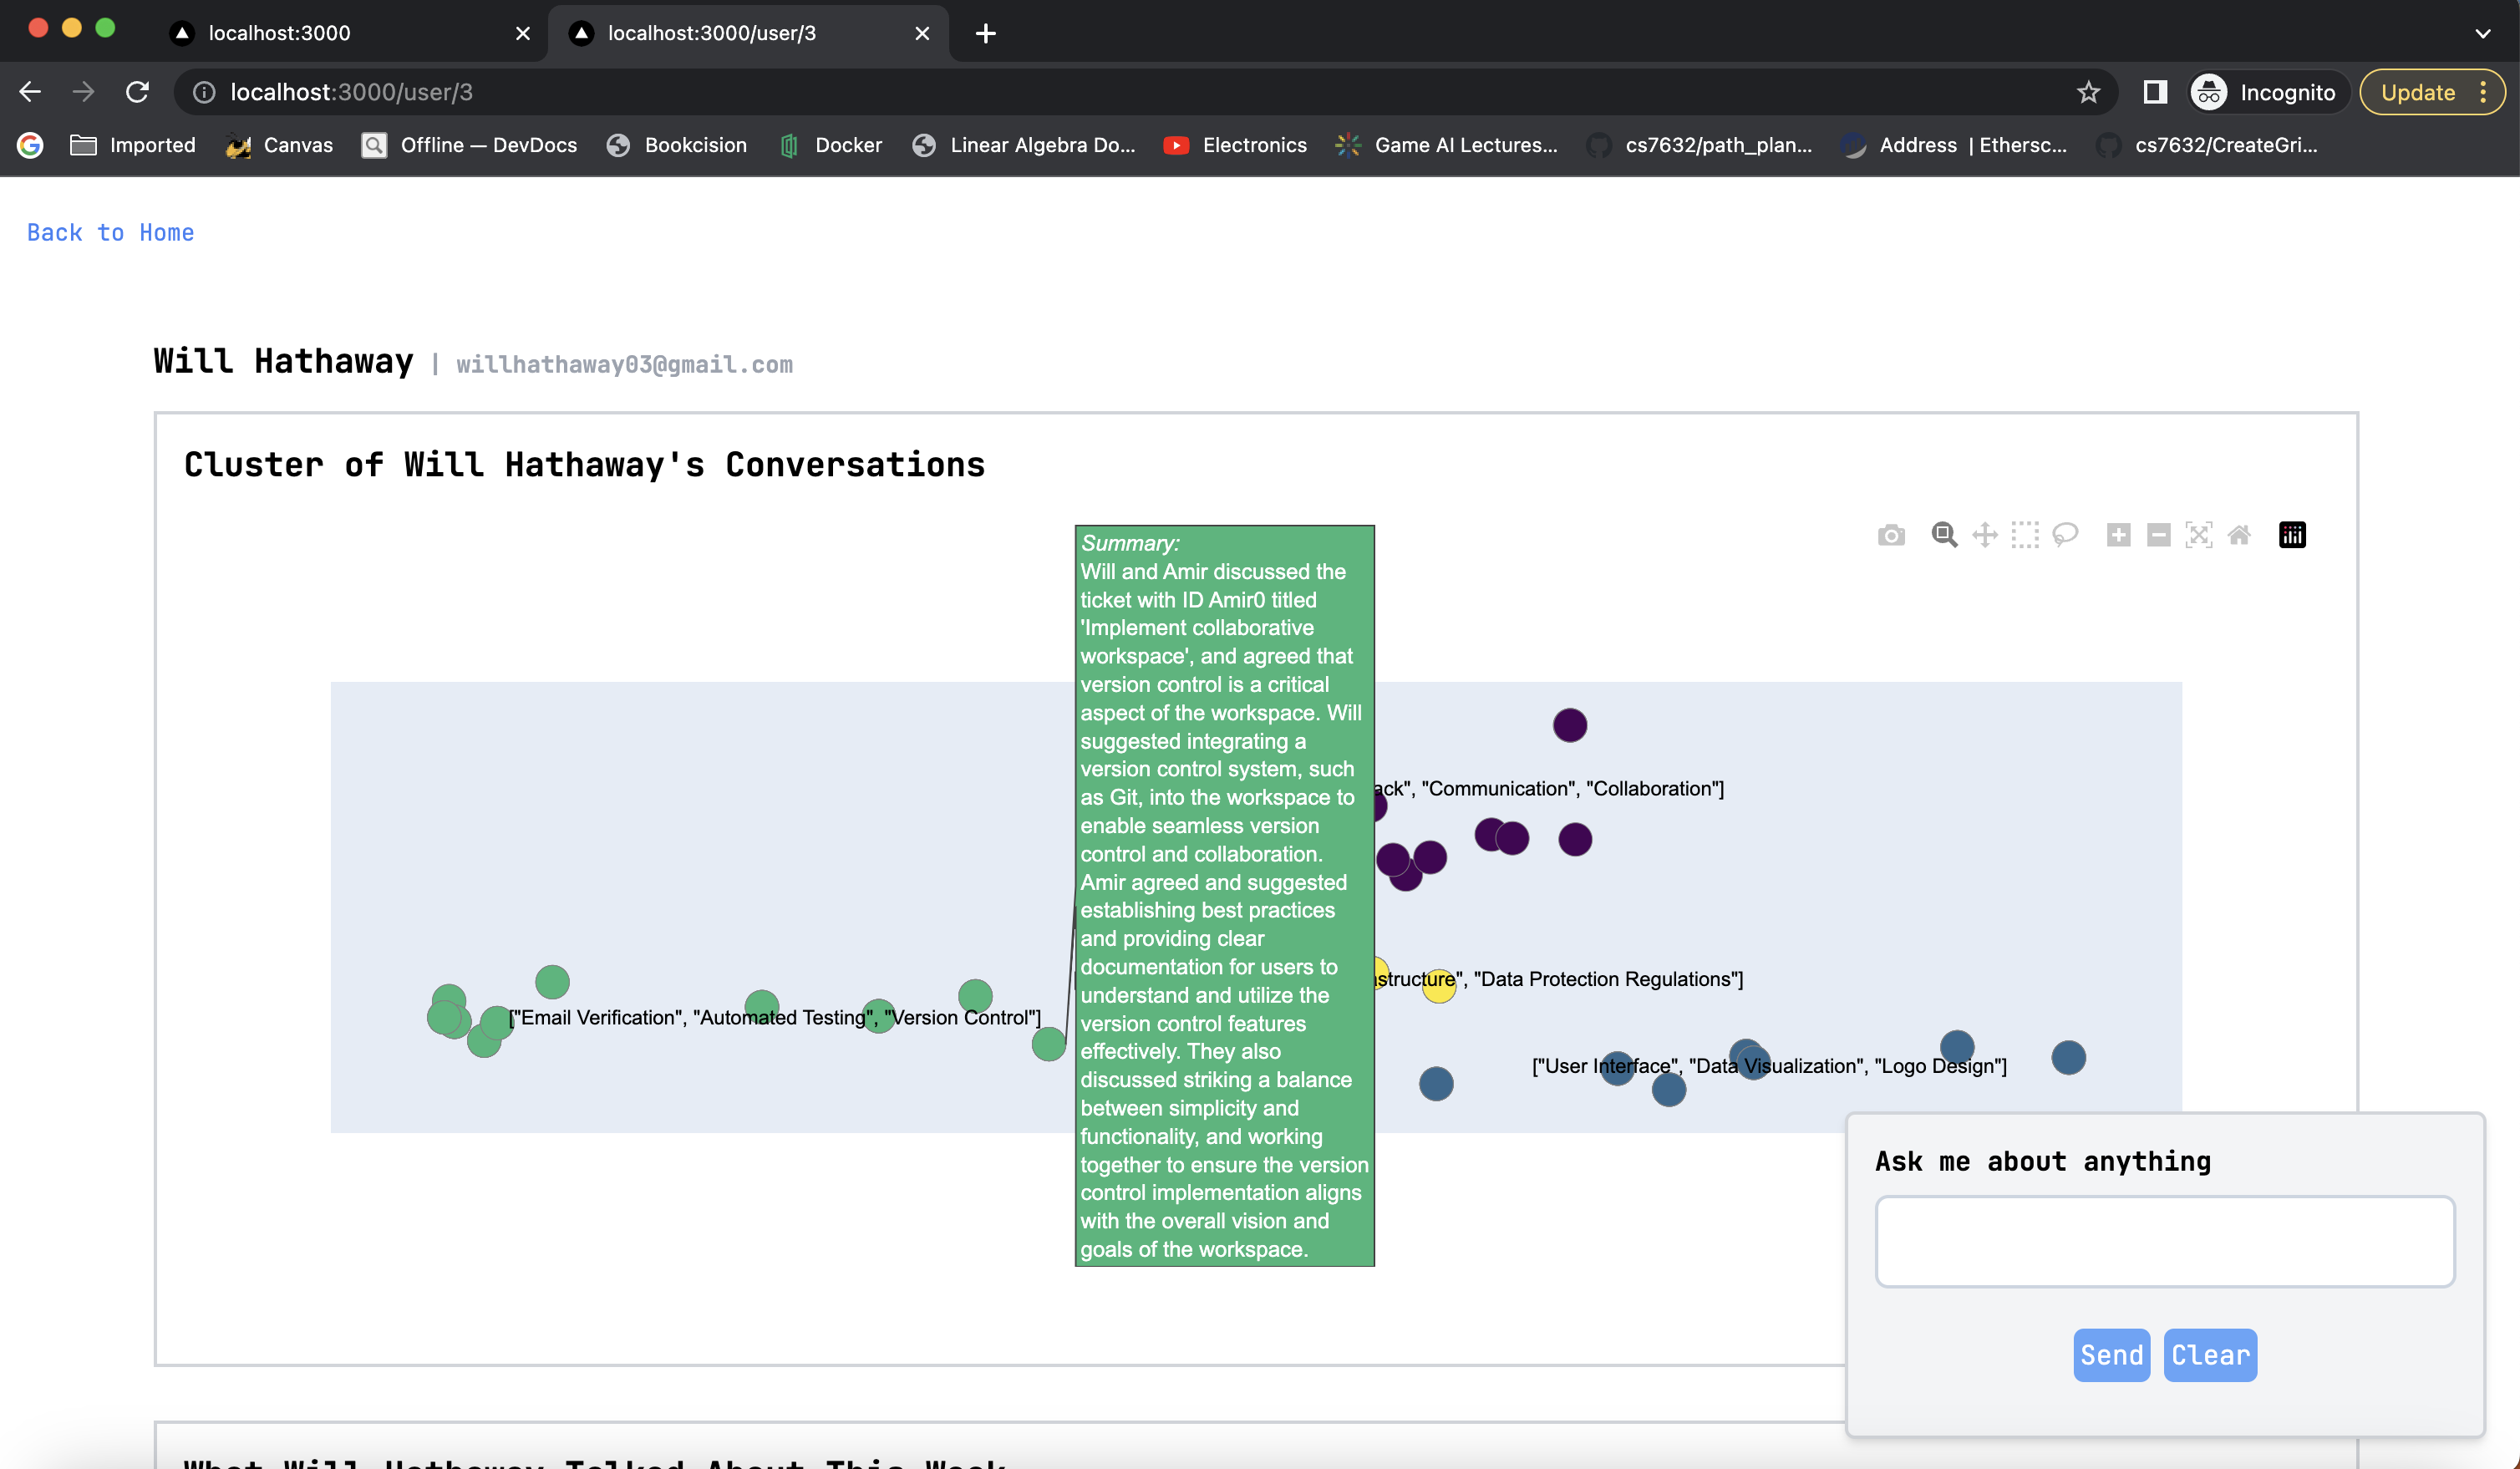 localhost:3000
localhost:3000/user/3
localhost:3000/user/3
Incognito
Update
Imported
Canvas
Offline — DevDocs
Bookcision
Docker
Linear Algebra Do...
Electronics
Game AI Lectures...
cs7632/path_plan...
Address | Ethersc...
cs7632/CreateGri...
Back to Home
Will Hathaway | willhathaway03@gmail.com
Cluster of Will Hathaway's Conversations
Summary:
Will and Amir discussed the
ticket with ID Amir0 titled
'Implement collaborative
workspace', and agreed that
version control is a critical
aspect of the workspace. Will
suggested integrating a
version control system, such
as Git, into the workspace to
enable seamless version
control and collaboration.
Amir agreed and suggested
establishing best practices
and providing clear
documentation for users to
understand and utilize the
version control features
effectively. They also
discussed striking a balance
between simplicity and
functionality, and working
together to ensure the version
control implementation aligns
with the overall vision and
goals of the workspace.
ack", "Communication", "Collaboration"]
astructure", "Data Protection Regulations"]
["Email Verification", "Automated Testing", "Version Control"]
["User Interface", "Data Visualization", "Logo Design"]
Ask me about anything
Send
Clear
What Will Hathaway Talked About This Week